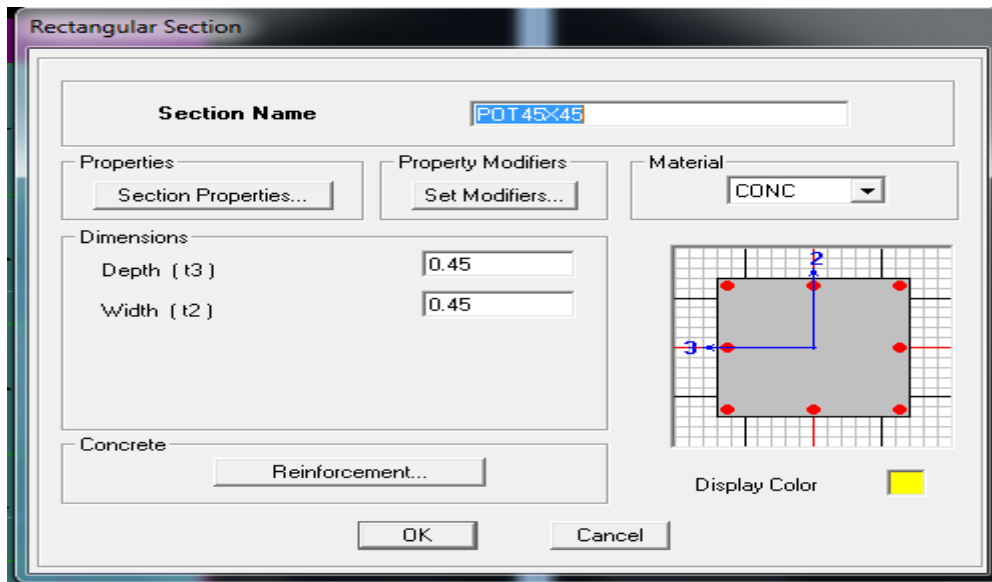 Rectangular Section
Section Name
POT45X45
Properties
Section Properties...
Property Modifiers
Set Modifiers...
Material
CONC
Dimensions
Depth ( t3 )
0.45
Width ( t2 )
0.45
2
3
Concrete
Reinforcement...
Display Color
OK
Cancel